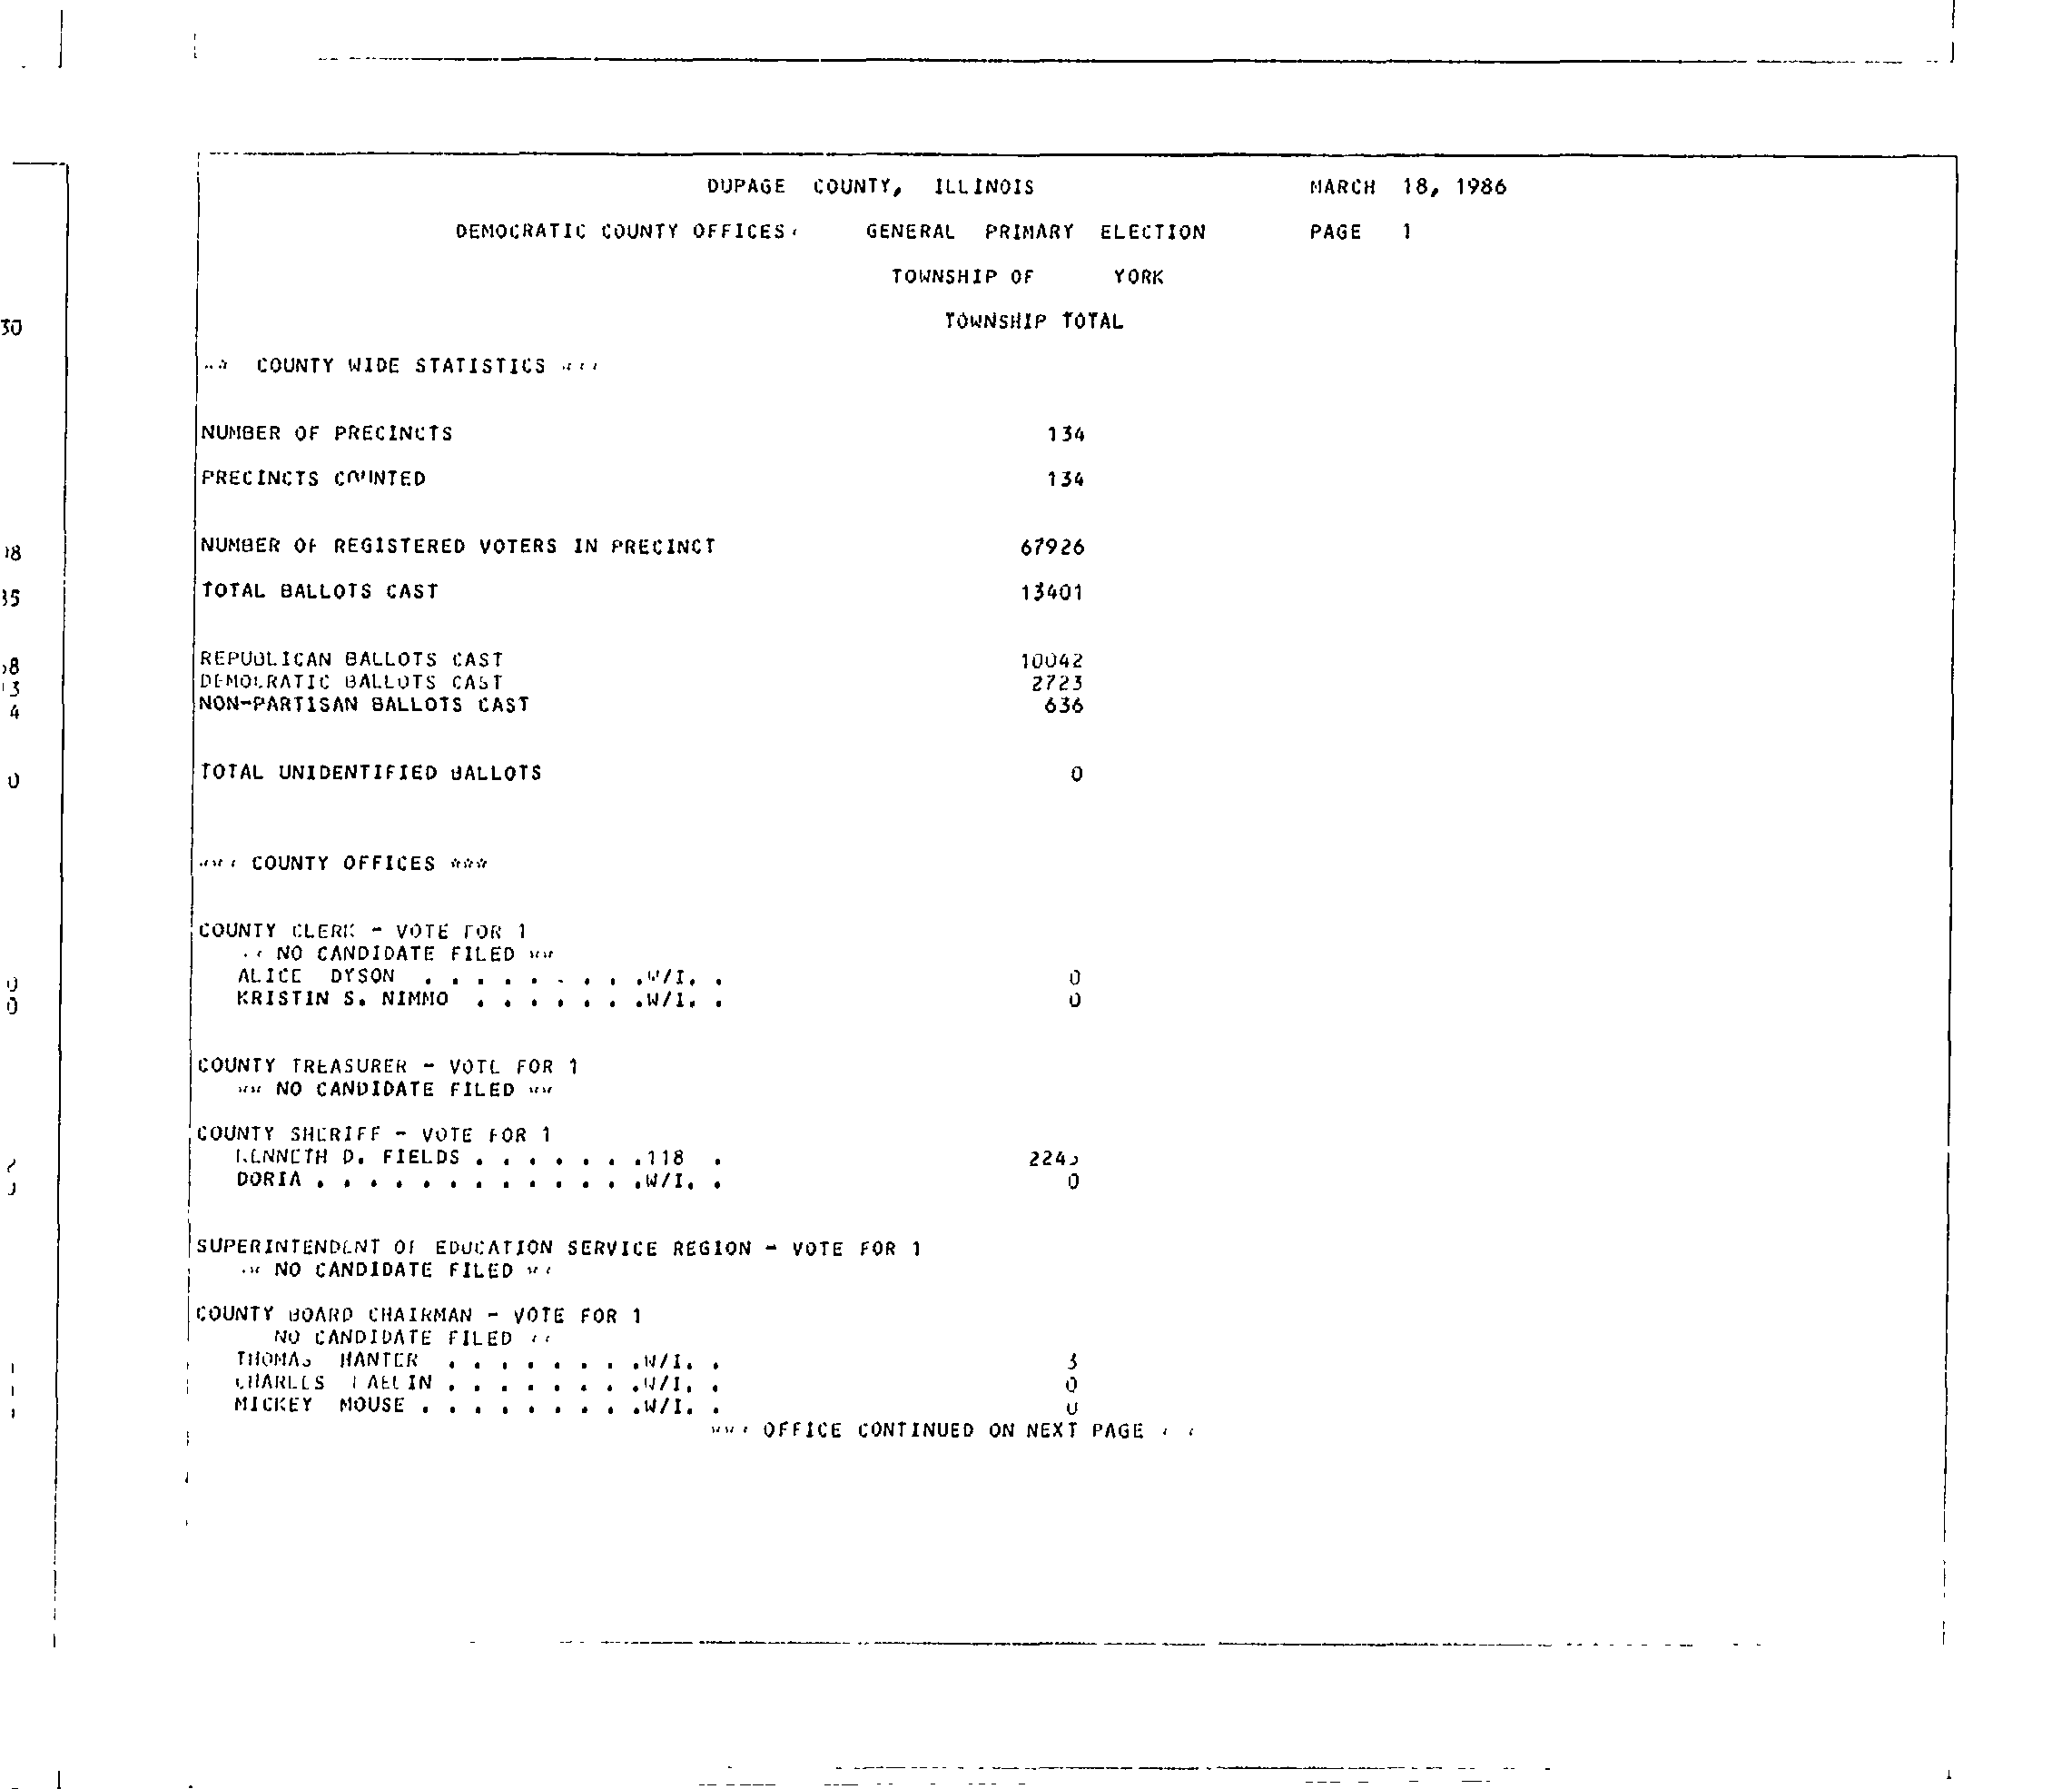 DUPAGE COUNTY, ILLINOIS MARCH 18, 1986
DEMOCRATIC COUNTY OFFICES GENERAL PRIMARY ELECTION PAGE 1
TOWNSHIP OF YORK
TOWNSHIP TOTAL
** COUNTY WIDE STATISTICS ***
NUMBER OF PRECINCTS 134
PRECINCTS COUNTED 134
NUMBER OF REGISTERED VOTERS IN PRECINCT 67926
TOTAL BALLOTS CAST 13401
REPUBLICAN BALLOTS CAST 10042
DEMOCRATIC BALLOTS CAST 2723
NON-PARTISAN BALLOTS CAST 636
TOTAL UNIDENTIFIED BALLOTS 0
*** COUNTY OFFICES ***
COUNTY CLERK - VOTE FOR 1
** NO CANDIDATE FILED **
ALICE DYSON . . . . . . . . .W/I. . 0
KRISTIN S. NIMMO . . . . . . .W/I. . 0
COUNTY TREASURER - VOTE FOR 1
** NO CANDIDATE FILED **
COUNTY SHERIFF - VOTE FOR 1
KENNETH D. FIELDS . . . . . . .118 .
DORIA . . . . . . . . . . . . .W/I. . 0
SUPERINTENDENT OF EDUCATION SERVICE REGION - VOTE FOR 1
** NO CANDIDATE FILED **
COUNTY BOARD CHAIRMAN - VOTE FOR 1
NO CANDIDATE FILED **
THOMAS HANTER . . . . . . . .W/I. . 3
CHARLES . . . . . . . .W/I. . 0
MICKEY MOUSE . . . . . . . . .W/I. . 0
*** OFFICE CONTINUED ON NEXT PAGE * *